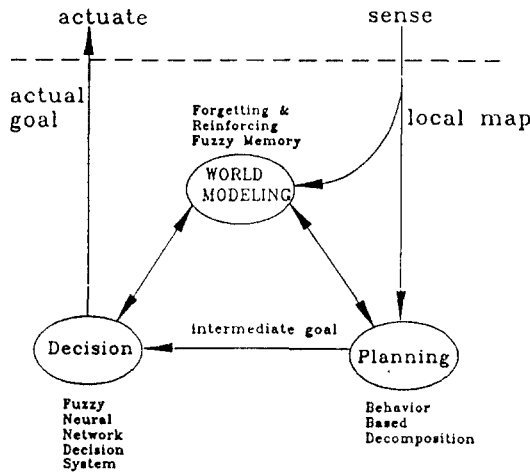 actuate
sense
actual
goal
Forgetting &
Reinforcing
Fuzzy Memory
local map
WORLD
MODELING
intermediate goal
Decision
Planning
Fuzzy
Neural
Network
Decision
System
Behavior
Based
Decomposition